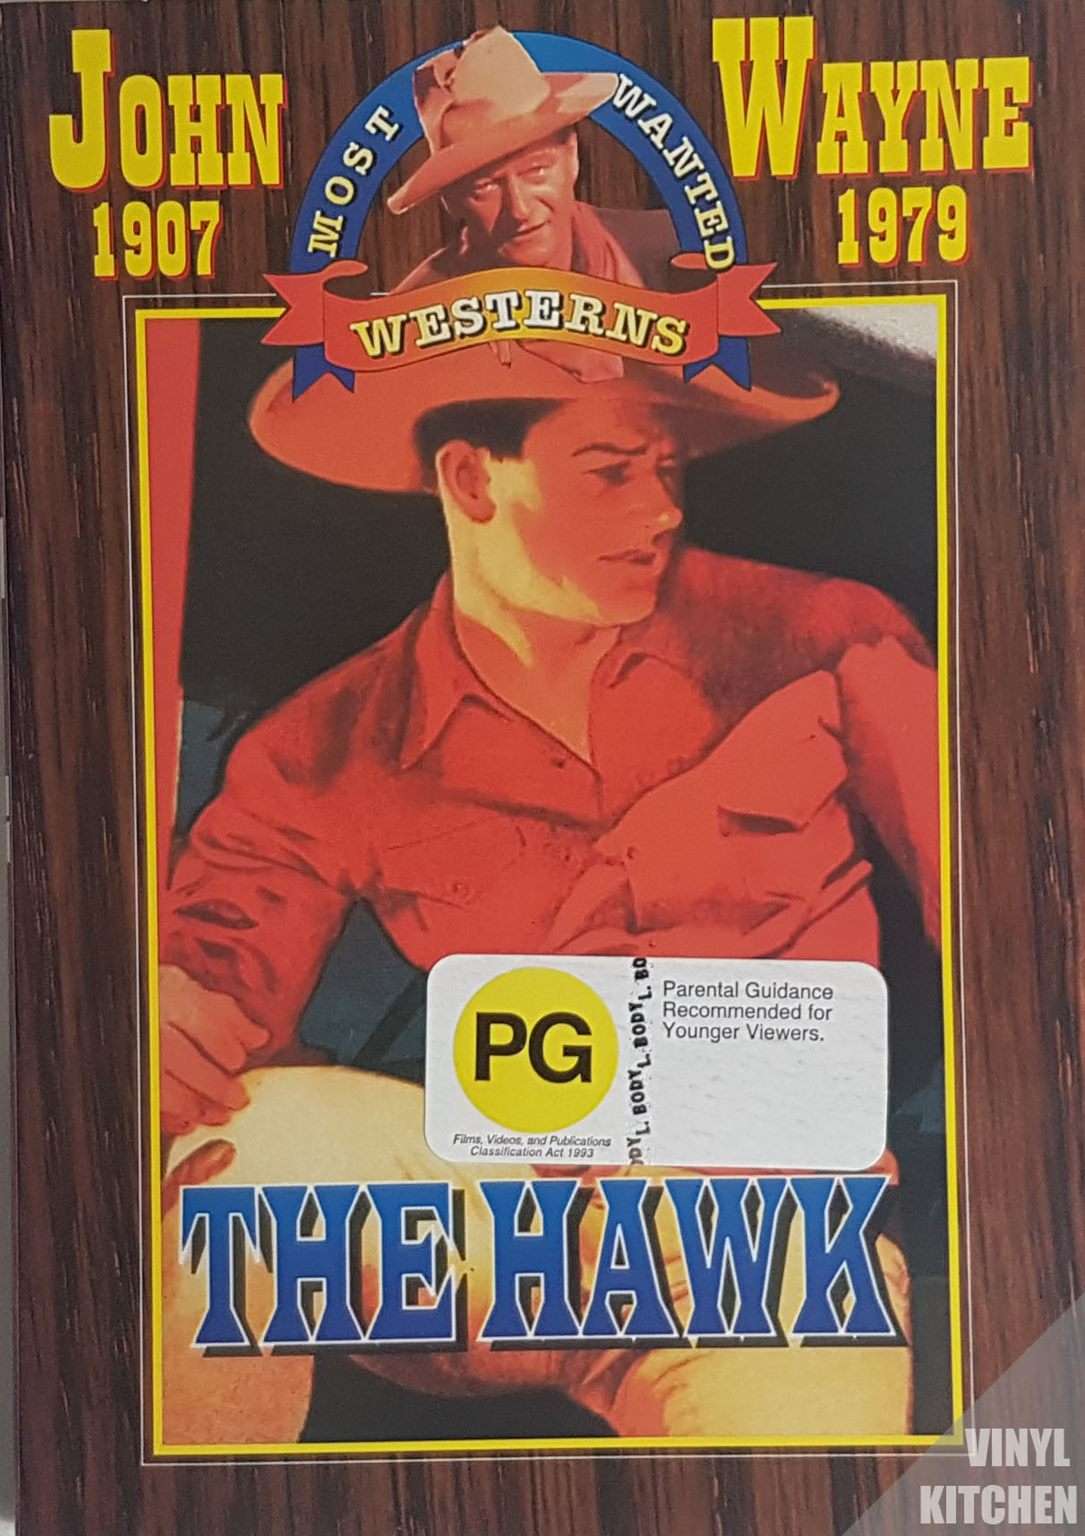 JOHN
1907
MOST
WANTED
WESTERNS
WAYNE
1979
PG
Films, Videos, and Publications
Classification Act 1993
Parental Guidance
Recommended for
Younger Viewers.
THE HAWK
VINYL
KITCHEN